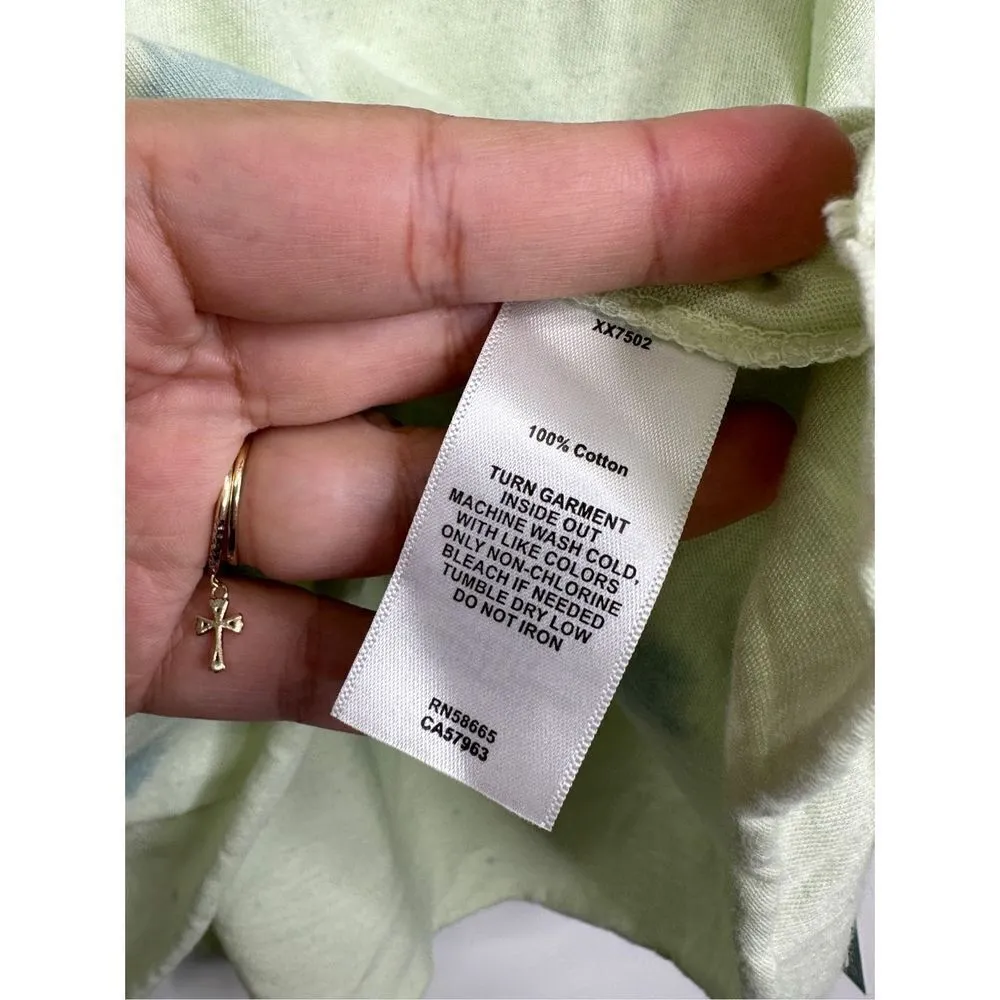 XX7502
100% Cotton
TURN GARMENT
INSIDE OUT
MACHINE WASH COLD,
WITH LIKE COLORS
ONLY NON-CHLORINE
BLEACH IF NEEDED
TUMBLE DRY LOW
DO NOT IRON
RN58665
CA57963